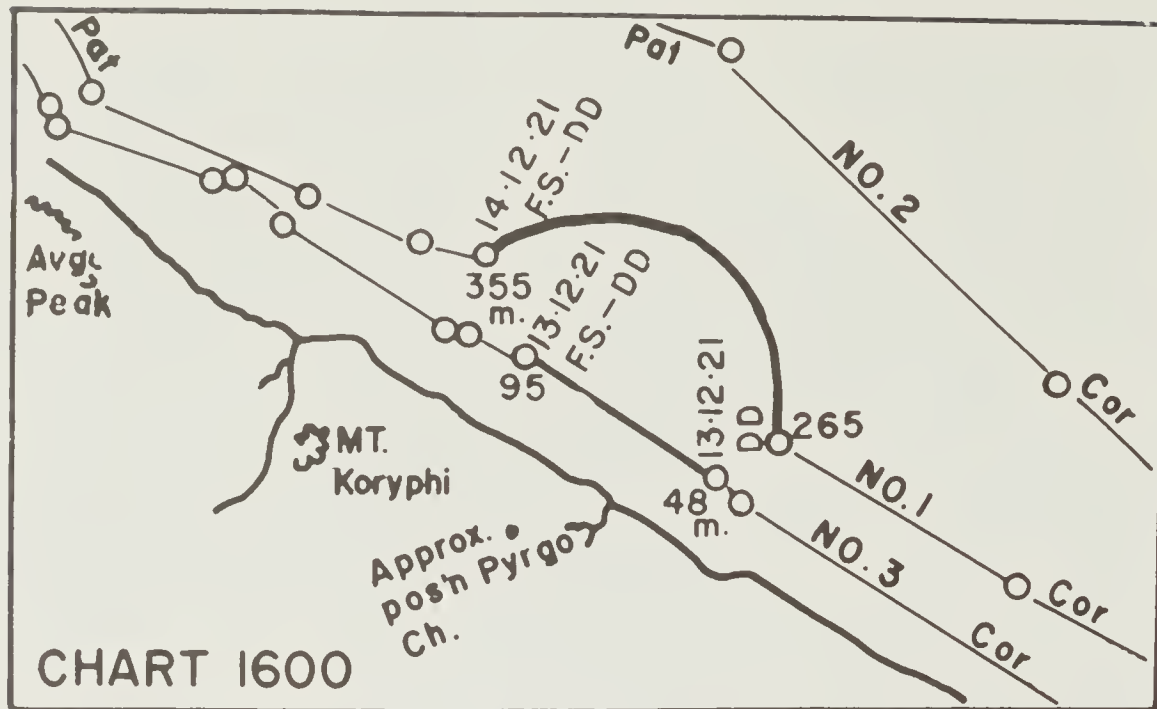 Pat
Pat
NO. 2
Cor
14·12·21
F.S.–DD
355
m.
13·12·21
F.S.–DD
95
13·12·21
DD
265
48
m.
NO. 1
Cor
NO. 3
Cor
Peak
MT.
Koryphi
Approx.
pos'n Pyrgo
Ch.
CHART 1600